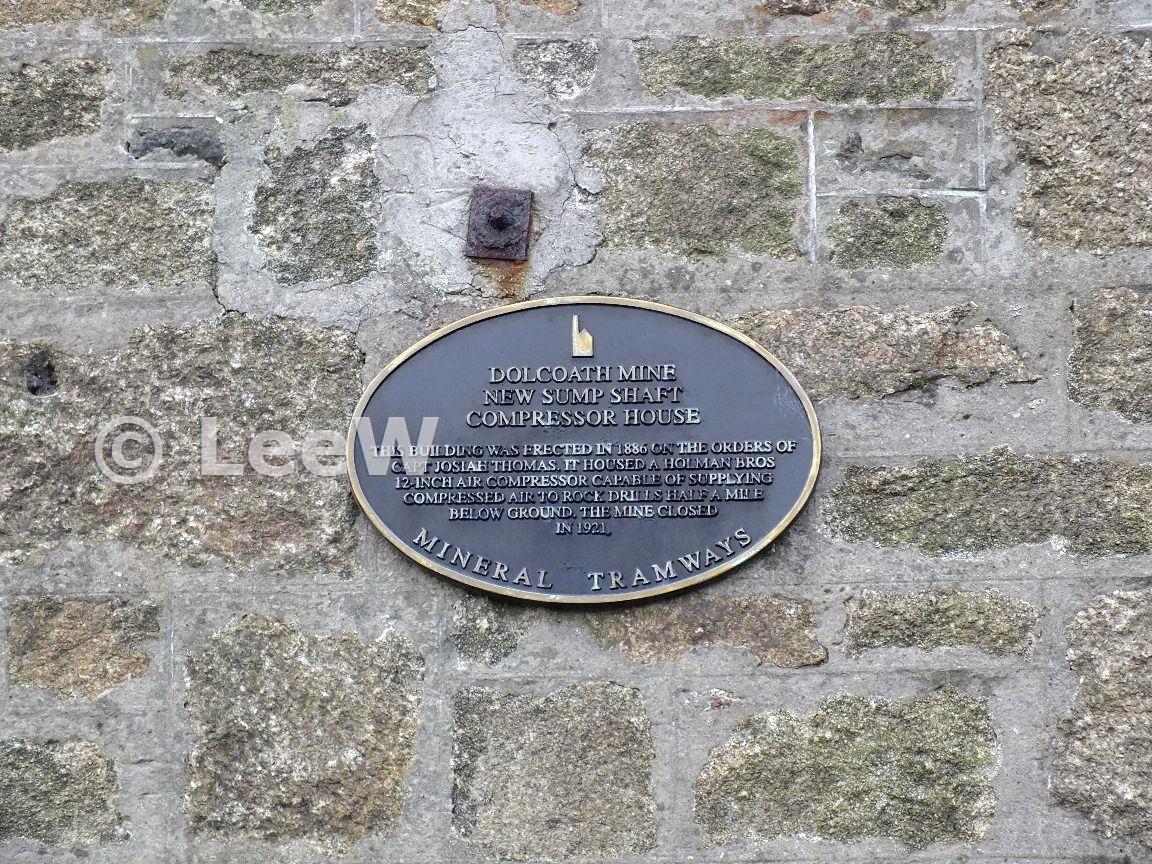 DOLCOATH MINE
NEW SUMP SHAFT
COMPRESSOR HOUSE
THIS BUILDING WAS ERECTED IN 1886 ON THE ORDERS OF
CAPT JOSIAH THOMAS. IT HOUSED A HOLMAN BROS
12-INCH AIR COMPRESSOR CAPABLE OF SUPPLYING
COMPRESSED AIR TO ROCK DRILLS HALF A MILE
BELOW GROUND. THE MINE CLOSED
IN 1921.
MINERAL TRAMWAYS
© LeeW